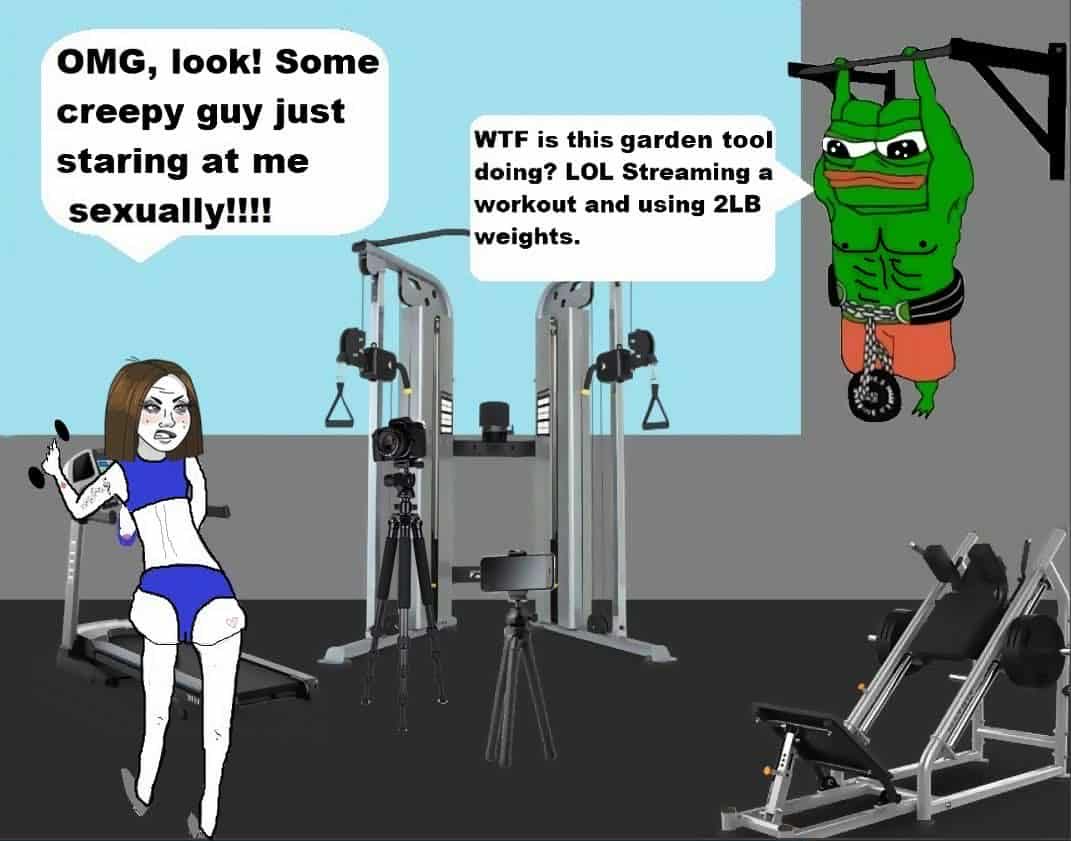 OMG, look! Some
creepy guy just
staring at me
sexually!!!!
WTF is this garden tool
doing? LOL Streaming a
workout and using 2LB
weights.